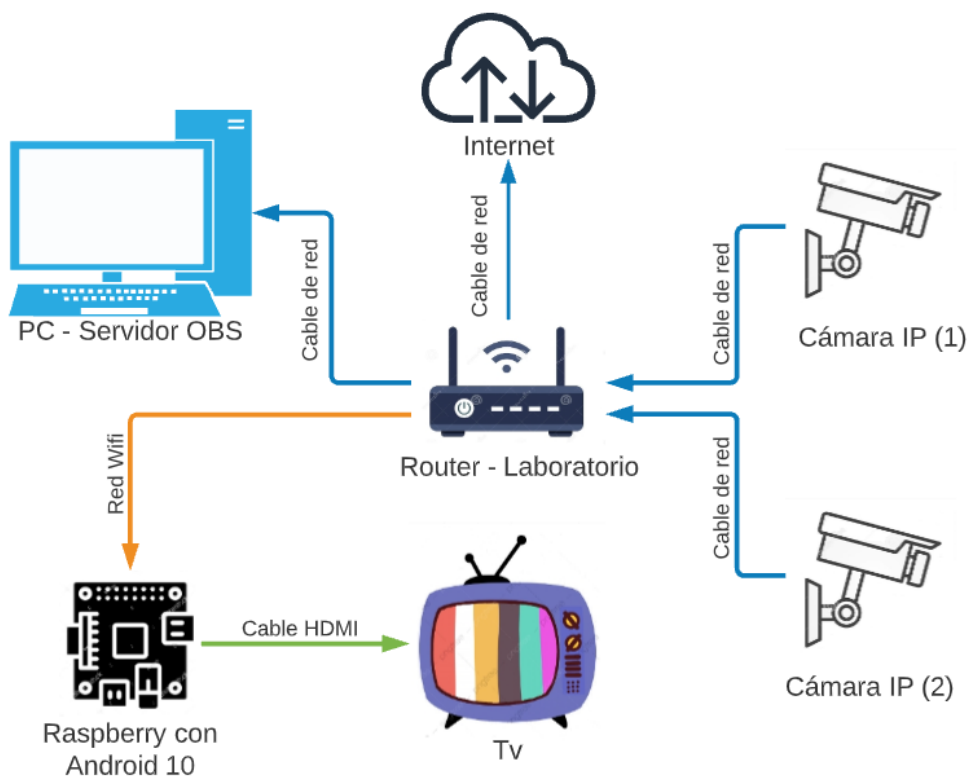 Internet
Cable de red
Cable de red
Cable de red
PC - Servidor OBS
Cámara IP (1)
Router - Laboratorio
Red Wifi
Cable de red
Cable HDMI
Cámara IP (2)
Raspberry con
Android 10
Tv